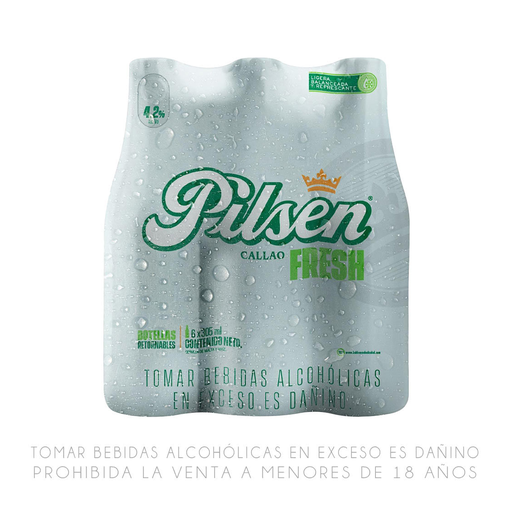 LIGERA,
BALANCEADA
Y REFRESCANTE
4.2%
Pilsen
CALLAO
FRESH
BOTELLAS
RETORNABLES
6 x 305 ml
CONTENIDO NETO.
TOMAR BEBIDAS ALCOHÓLICAS
EN EXCESO ES DAÑINO.
TOMAR BEBIDAS ALCOHÓLICAS EN EXCESO ES DAÑINO
PROHIBIDA LA VENTA A MENORES DE 18 AÑOS